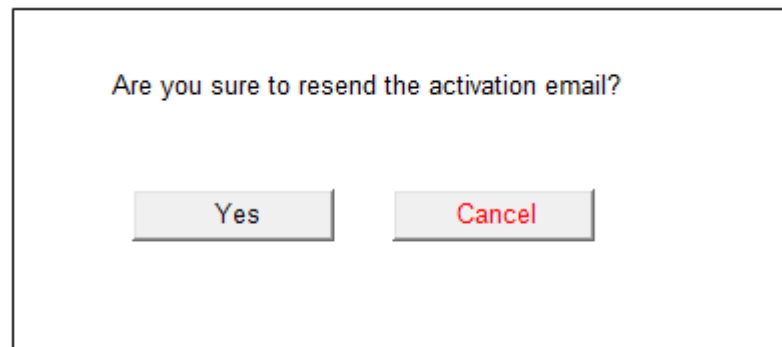 Are you sure to resend the activation email?
Yes Cancel